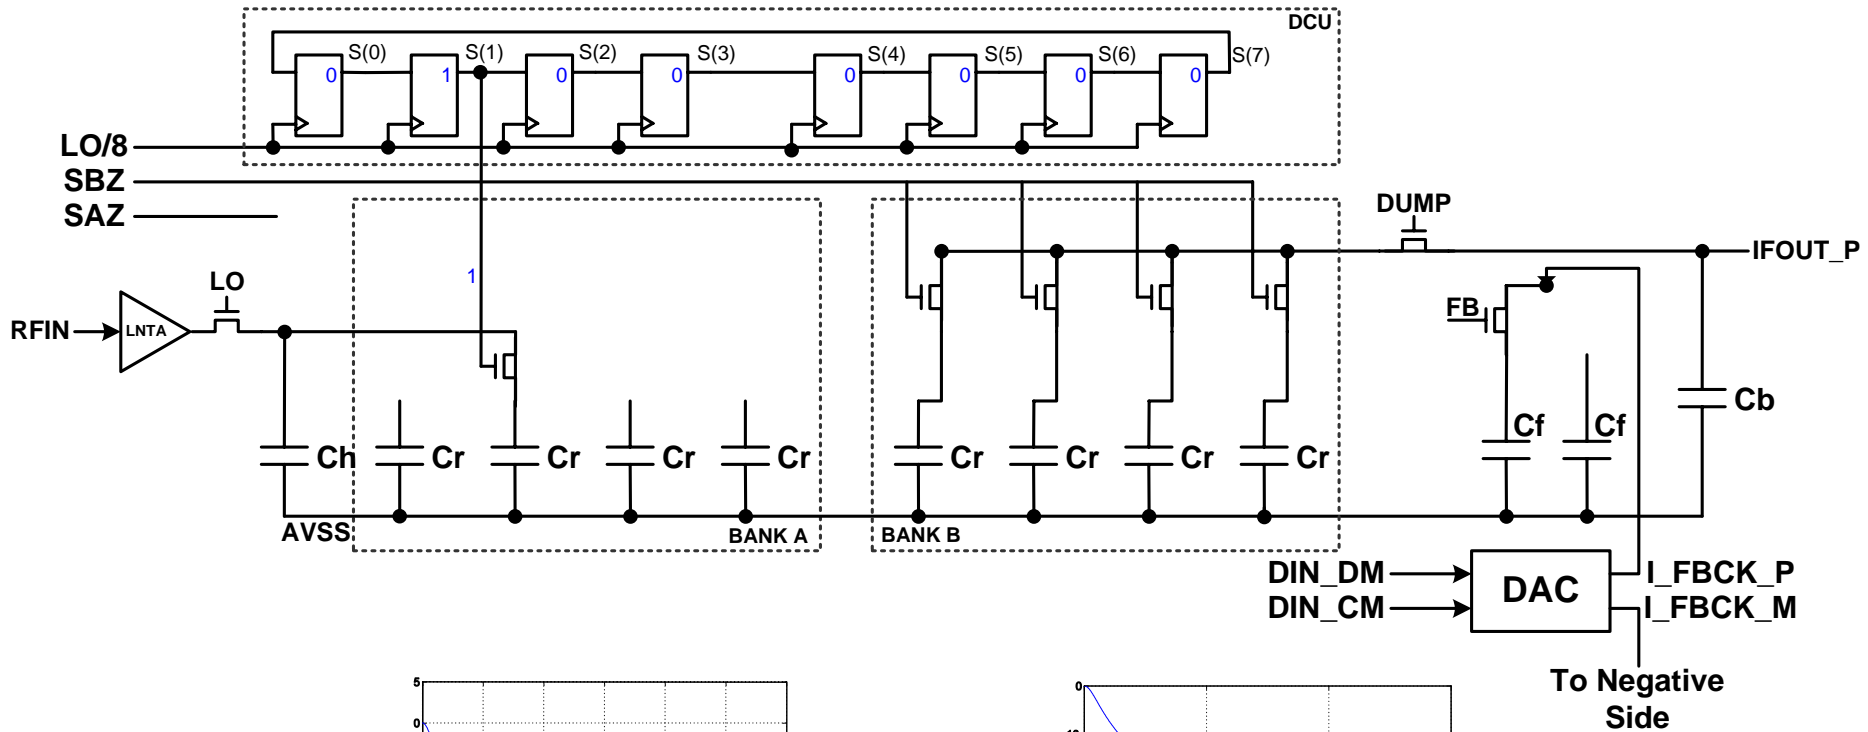 DCU
S(0) S(1) S(2) S(3) S(4) S(5) S(6) S(7)
0 1 0 0 0 0 0 0
LO/8
SBZ
SAZ
DUMP
IFOUT_P
1
LO
RFIN
LNTA
FB
Ch Cr Cr Cr Cr Cr Cr Cr Cr Cf Cf Cb
AVSS
BANK A
BANK B
DIN_DM
DIN_CM
DAC
I_FBCK_P
I_FBCK_M
To Negative
Side
5
0
0